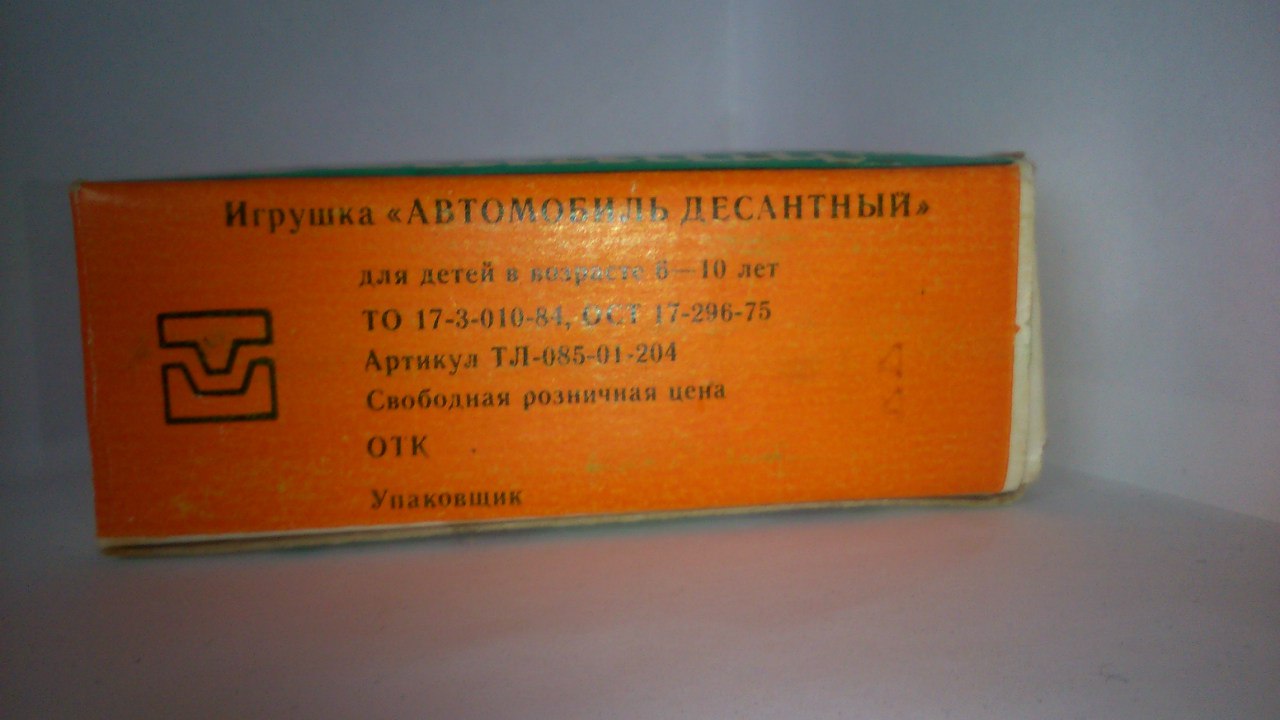 Игрушка «АВТОМОБИЛЬ ДЕСАНТНЫЙ»
для детей в возрасте 6—10 лет
ТО 17-3-010-84, ОСТ 17-296-75
Артикул ТЛ-085-01-204
Свободная розничная цена
ОТК
Упаковщик